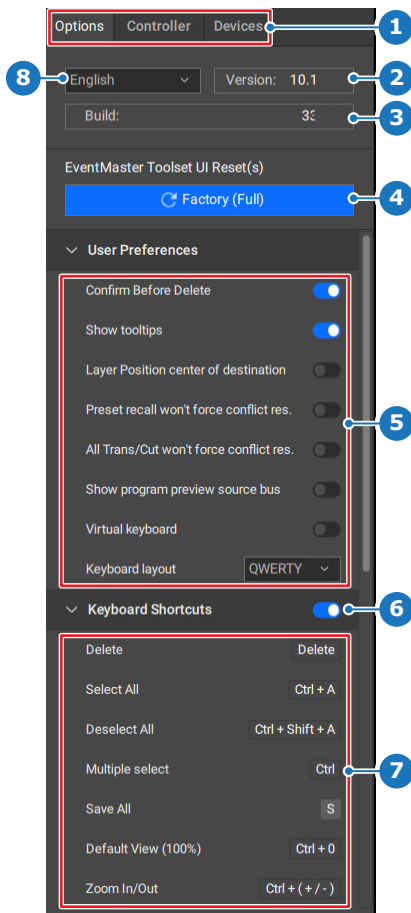 Options Controller Devices 1
8 English Version: 10.1 2
Build: 3
EventMaster Toolset UI Reset(s)
Factory (Full) 4
User Preferences
Confirm Before Delete
Show tooltips
Layer Position center of destination
Preset recall won't force conflict res.
5
All Trans/Cut won't force conflict res.
Show program preview source bus
Virtual keyboard
Keyboard layout QWERTY
Keyboard Shortcuts 6
Delete Delete
Select All Ctrl + A
Deselect All Ctrl + Shift + A
Multiple select Ctrl 7
Save All S
Default View (100%) Ctrl + 0
Zoom In/Out Ctrl + ( + / - )